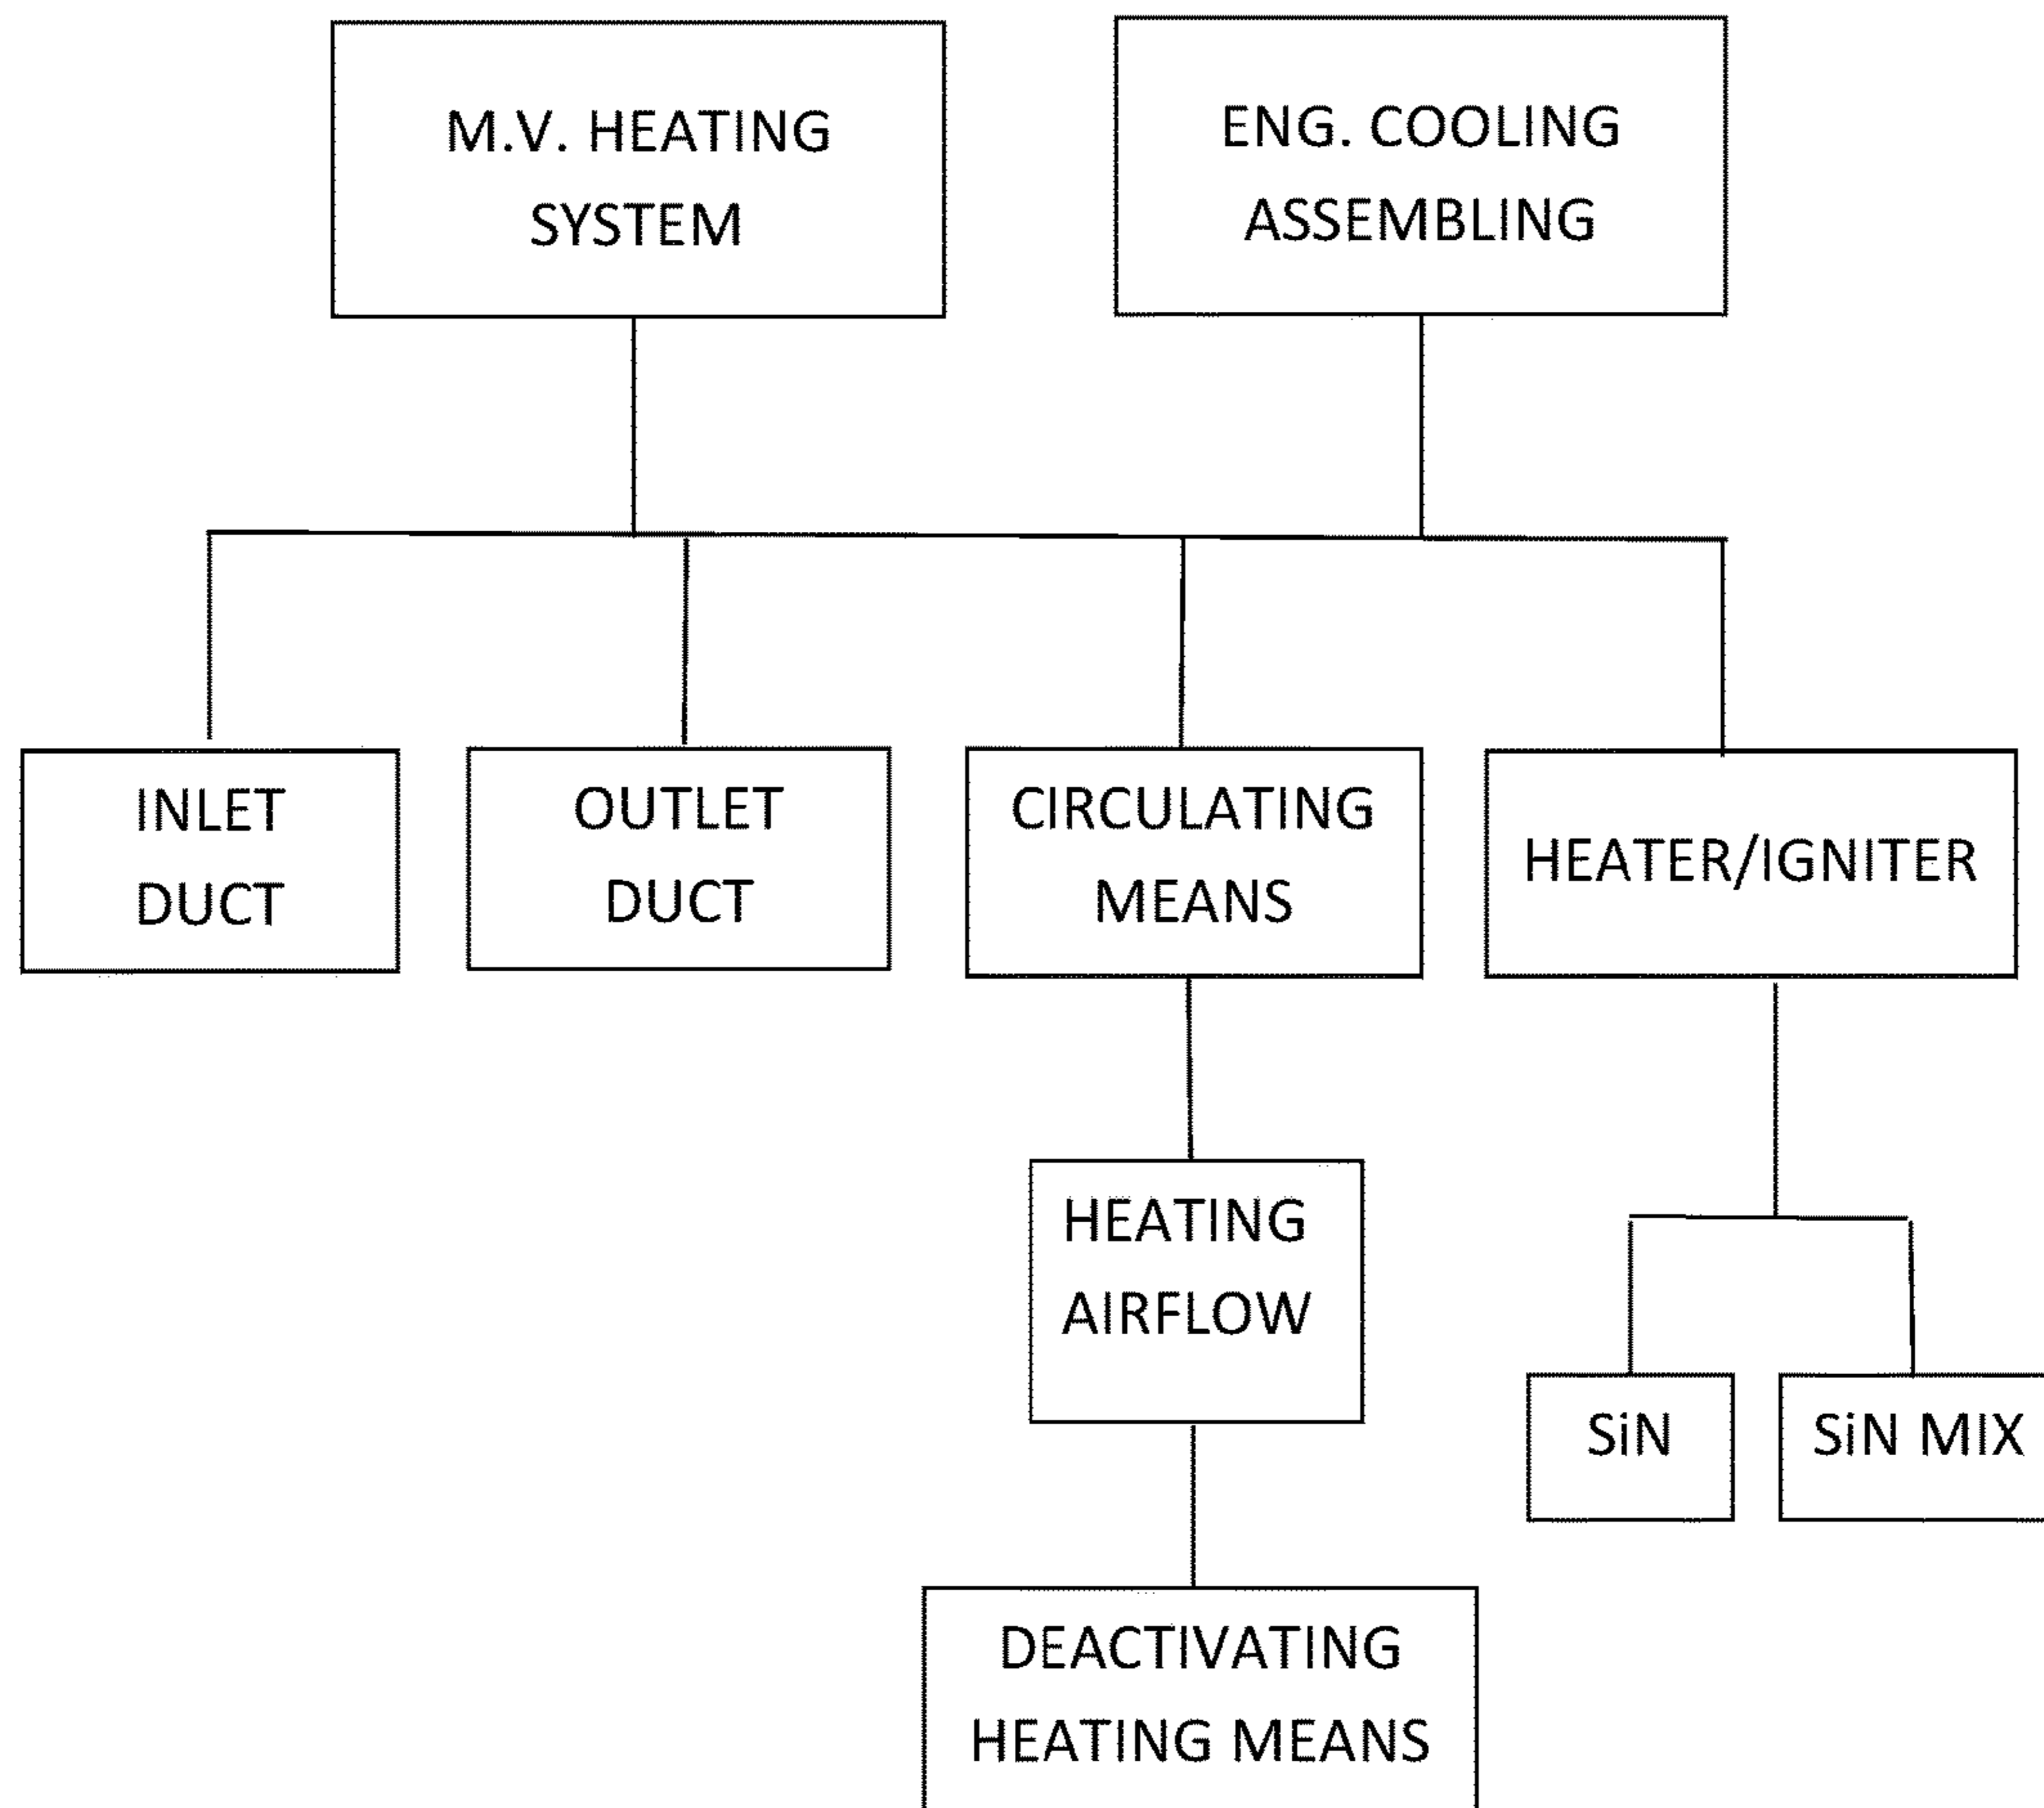 M.V. HEATING
SYSTEM
ENG. COOLING
ASSEMBLING
INLET
DUCT
OUTLET
DUCT
CIRCULATING
MEANS
HEATER/IGNITER
HEATING
AIRFLOW
SiN
SiN MIX
DEACTIVATING
HEATING MEANS